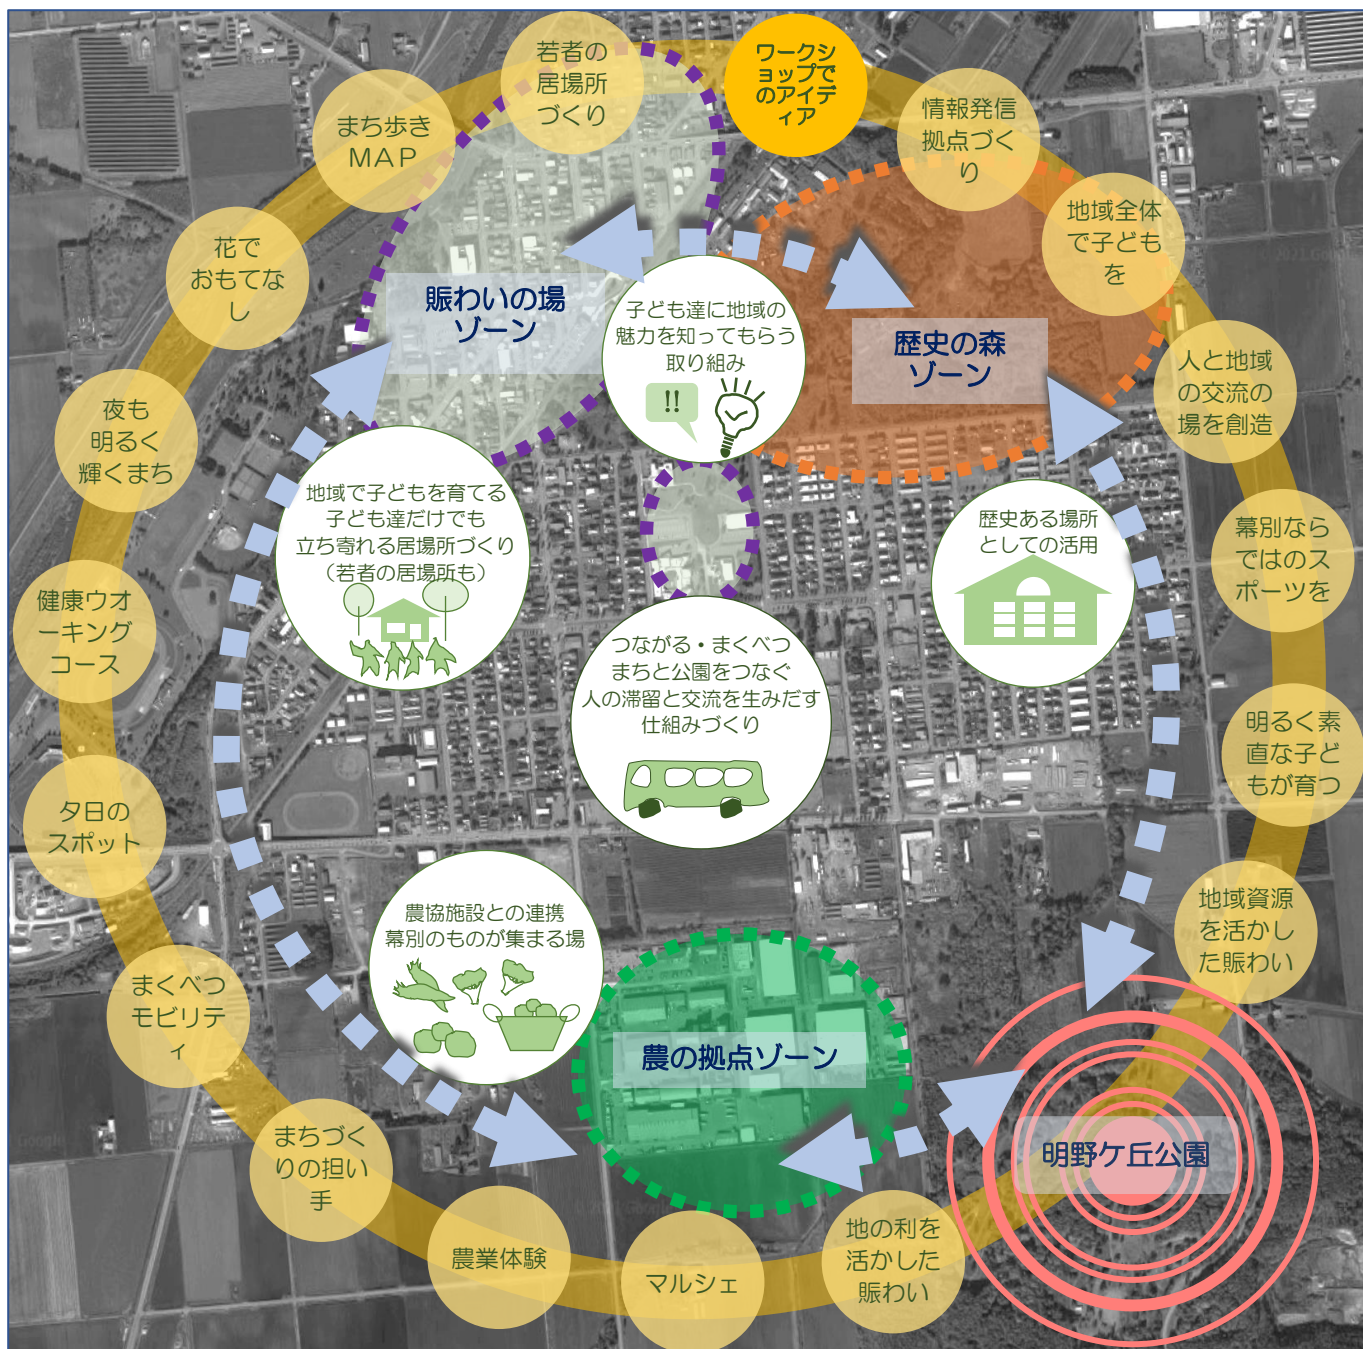 ワークシ
ョップで
のアイデ
ィア
若者の
居場所
づくり
情報発信
拠点づく
り
まち歩き
ＭＡＰ
地域全体
で子ども
を
花で
おもてな
し
賑わいの場
ゾーン
子ども達に地域の
魅力を知ってもらう
取り組み
!!
歴史の森
ゾーン
人と地域
の交流の
場を創造
夜も
明るく
輝くまち
地域で子どもを育てる
子ども達だけでも
立ち寄れる居場所づくり
（若者の居場所も）
歴史ある場所
としての活用
幕別なら
ではのス
ポーツを
健康ウオ
ーキング
コース
つながる・まくべつ
まちと公園をつなぐ
人の滞留と交流を生みだす
仕組みづくり
明るく素
直な子ど
もが育つ
夕日の
スポット
農協施設との連携
幕別のものが集まる場
地域資源
を活かし
た賑わい
まくべつ
モビリテ
ィ
農の拠点ゾーン
明野ケ丘公園
まちづく
りの担い
手
農業体験
マルシェ
地の利を
活かした
賑わい